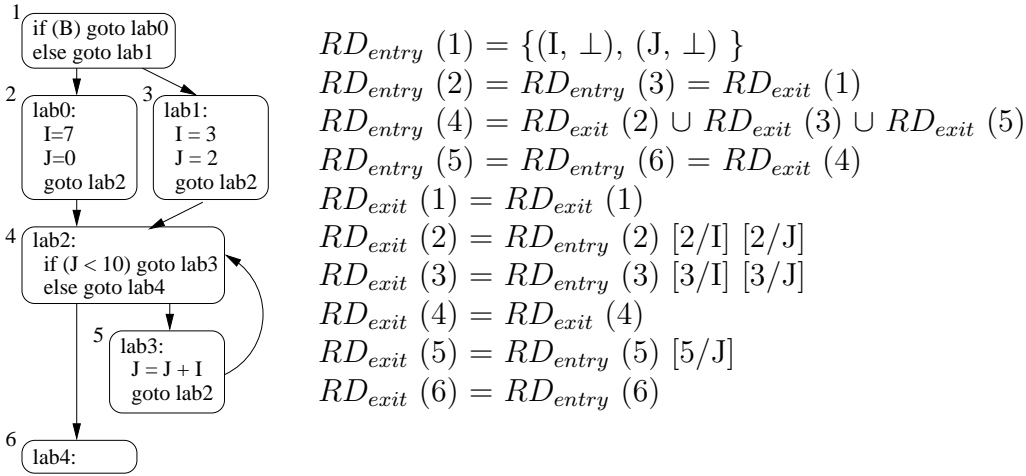 1
if (B) goto lab0
else goto lab1
2
lab0:
I=7
J=0
goto lab2
3
lab1:
I = 3
J = 2
goto lab2
4
lab2:
if (J < 10) goto lab3
else goto lab4
5
lab3:
J = J + I
goto lab2
6
lab4:
RD_entry (1) = {(I, ⊥), (J, ⊥) }
RD_entry (2) = RD_entry (3) = RD_exit (1)
RD_entry (4) = RD_exit (2) ∪ RD_exit (3) ∪ RD_exit (5)
RD_entry (5) = RD_entry (6) = RD_exit (4)
RD_exit (1) = RD_exit (1)
RD_exit (2) = RD_entry (2) [2/I] [2/J]
RD_exit (3) = RD_entry (3) [3/I] [3/J]
RD_exit (4) = RD_exit (4)
RD_exit (5) = RD_entry (5) [5/J]
RD_exit (6) = RD_entry (6)